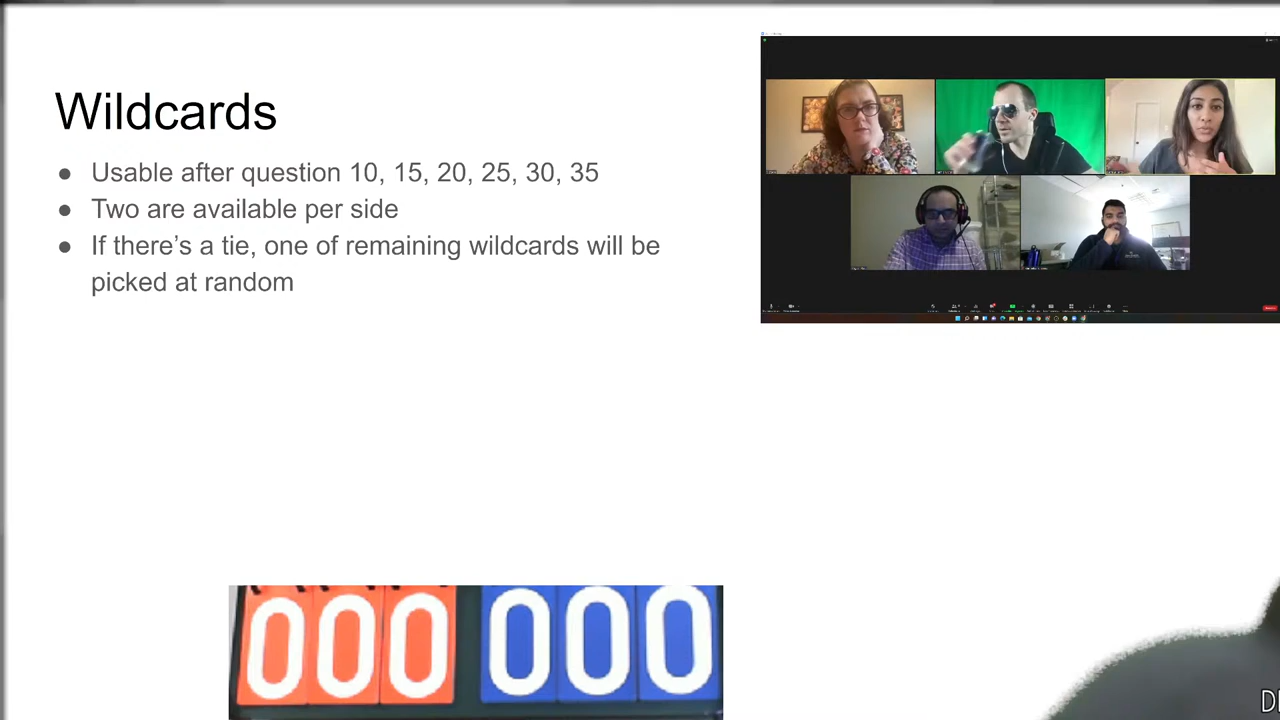 Wildcards
● Usable after question 10, 15, 20, 25, 30, 35
● Two are available per side
● If there’s a tie, one of remaining wildcards will be
picked at random
000 000